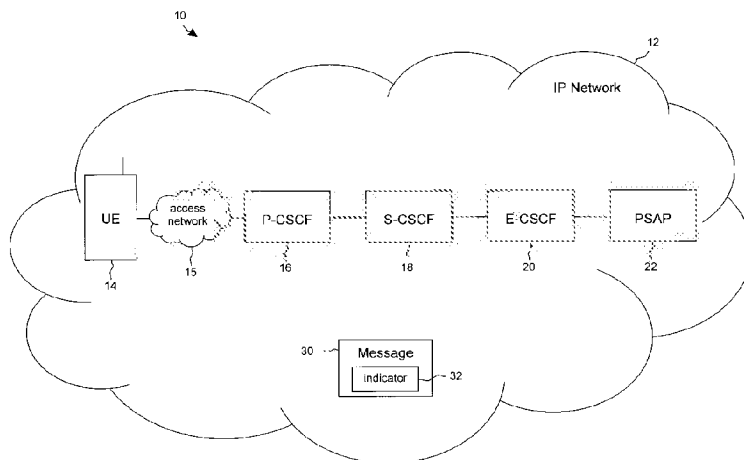 10
12
IP Network
UE
access
network
P-CSCF
S-CSCF
E-CSCF
PSAP
14
15
16
18
20
22
30
Message
indicator
32